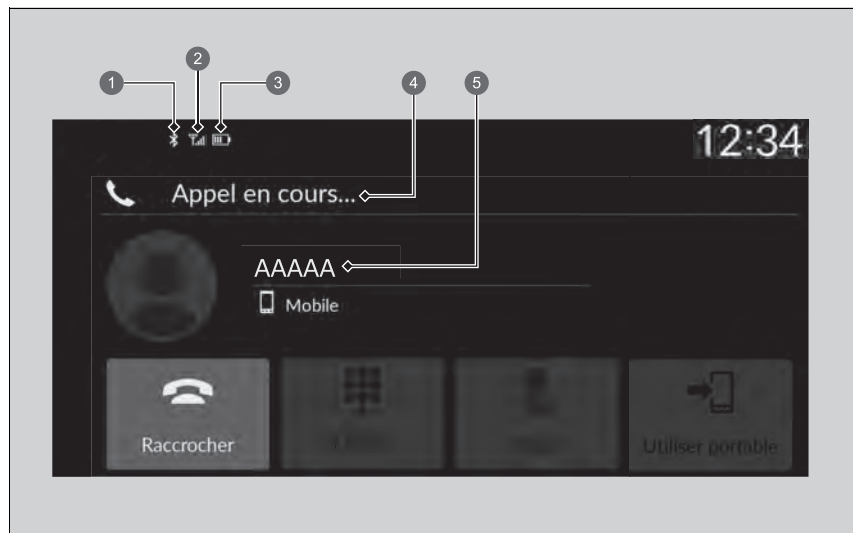 2
1 3 4 5
12:34
Appel en cours...
AAAAA
Mobile
Raccrocher
Utiliser portable